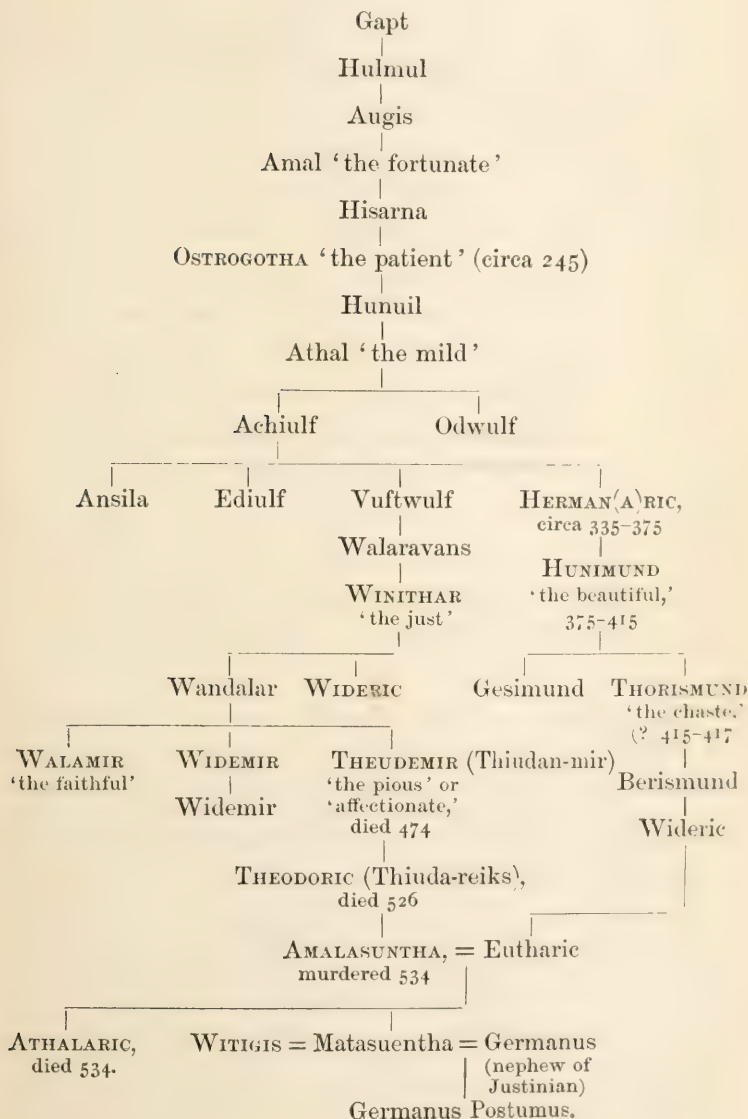 Gapt
Hulmul
Augis
Amal ‘the fortunate’
Hisarna
OSTROGOTHA ‘the patient’ (circa 245)
Hunuil
Athal ‘the mild’
Achiulf Odwulf
Ansila Ediulf Vuftwulf HERMAN(A)RIC,
circa 335–375
Walaravans
HUNIMUND
WINITHAR ‘the beautiful,’
‘the just’ 375–415
Wandalar WIDERIC Gesimund THORISMUND
‘the chaste,’
(? 415–417
WALAMIR WIDEMIR THEUDEMIR (Thiudan-mir)
‘the faithful’ ‘the pious’ or Berismund
Widemir ‘affectionate,’
died 474 Wideric
THEODORIC (Thiuda-reiks),
died 526
AMALASUNTHA, = Eutharic
murdered 534
ATHALARIC, WITIGIS = Matasuentha = Germanus
died 534. (nephew of
Justinian)
Germanus Postumus.